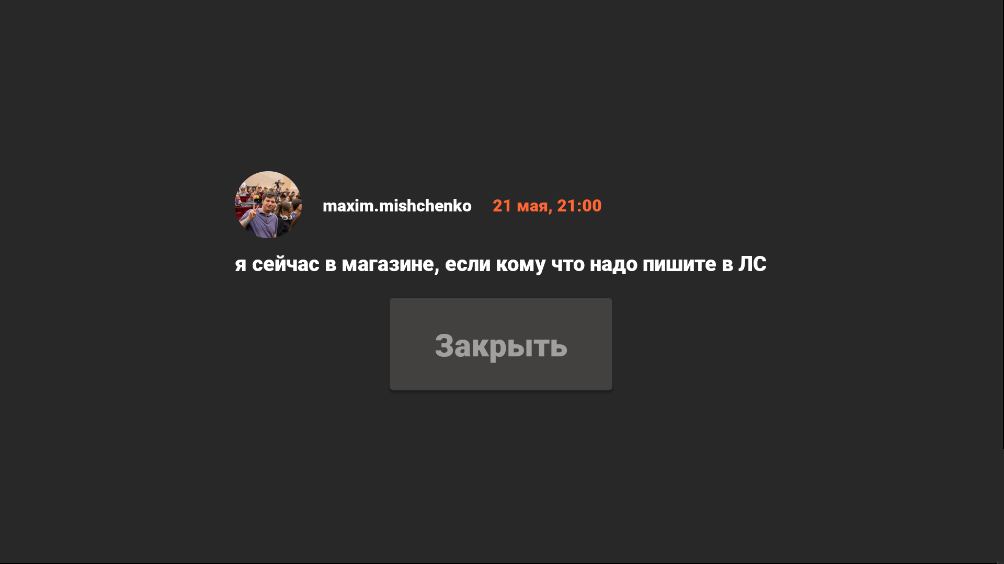 maxim.mishchenko 21 мая, 21:00
я сейчас в магазине, если кому что надо пишите в ЛС
Закрыть